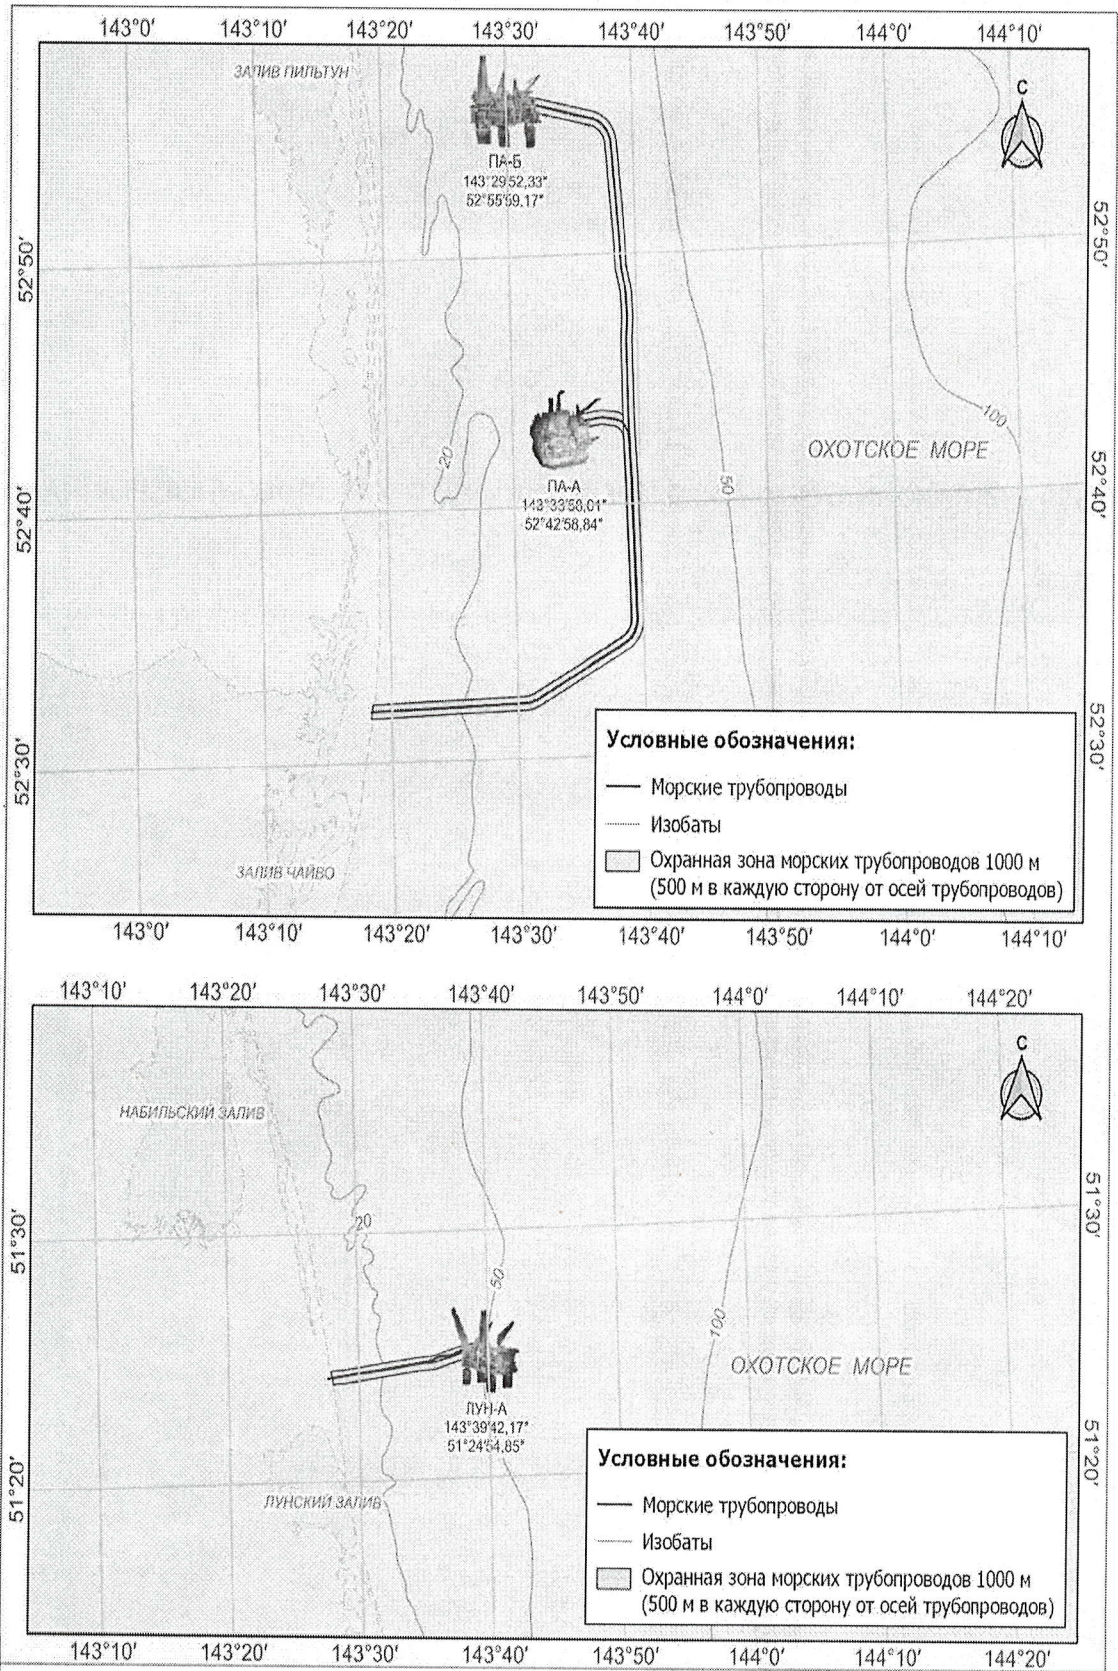 143°0' 143°10' 143°20' 143°30' 143°40' 143°50' 144°0' 144°10'
ЗАЛИВ ПИЛЬТУН
С
ПА-Б
143°29'52,33"
52°55'59,17"
52°50'
52°50'
100
ОХОТСКОЕ МОРЕ
20
50
ПА-А
143°33'58,01"
52°42'58,84"
52°40'
52°40'
52°30'
52°30'
Условные обозначения:
Морские трубопроводы
Изобаты
Охранная зона морских трубопроводов 1000 м
(500 м в каждую сторону от осей трубопроводов)
ЗАЛИВ ЧАЙВО
143°0' 143°10' 143°20' 143°30' 143°40' 143°50' 144°0' 144°10'
143°10' 143°20' 143°30' 143°40' 143°50' 144°0' 144°10' 144°20'
С
НАБИЛЬСКИЙ ЗАЛИВ
51°30'
51°30'
20
50
100
ОХОТСКОЕ МОРЕ
ЛУН-А
143°39'42,17"
51°24'54,85"
51°20'
51°20'
ЛУНСКИЙ ЗАЛИВ
Условные обозначения:
Морские трубопроводы
Изобаты
Охранная зона морских трубопроводов 1000 м
(500 м в каждую сторону от осей трубопроводов)
143°10' 143°20' 143°30' 143°40' 143°50' 144°0' 144°10' 144°20'